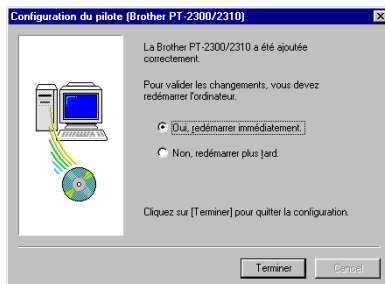 Configuration du pilote (Brother PT-2300/2310)
La Brother PT-2300/2310 a été ajoutée
correctement.
Pour valider les changements, vous devez
redémarrer l'ordinateur.
Oui, redémarrer immédiatement.
Non, redémarrer plus tard.
Cliquez sur [Terminer] pour quitter la configuration.
Terminer
Cancel